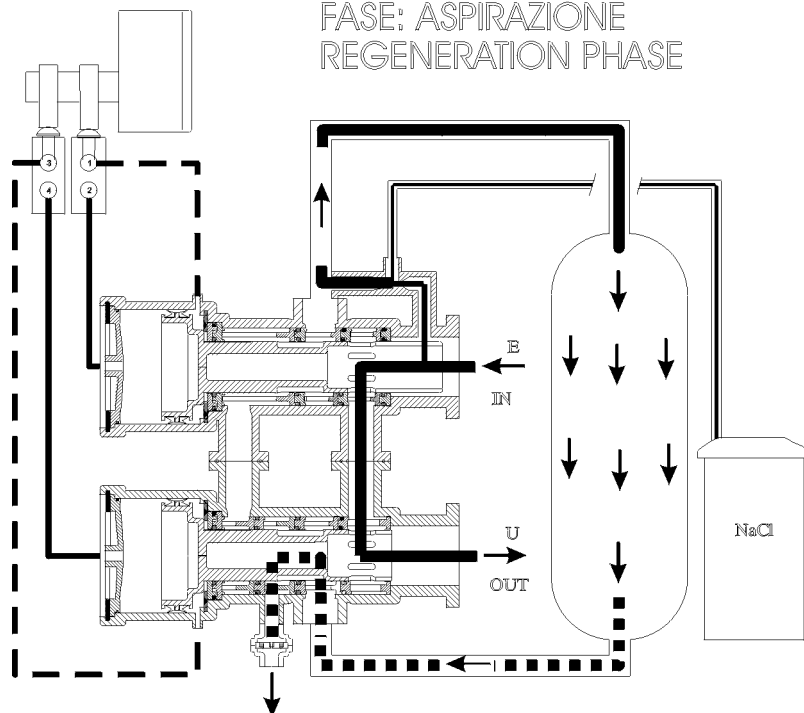 FASE: ASPIRAZIONE
REGENERATION PHASE
3
1
4
2
E
IN
U
OUT
NaCl